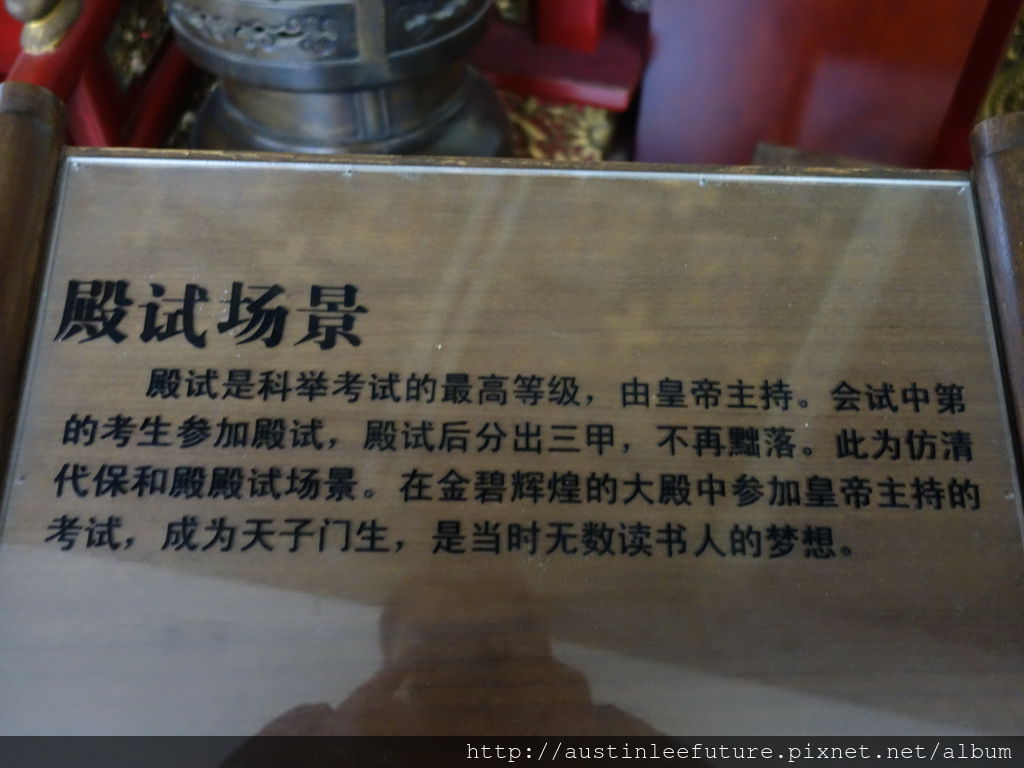 殿试场景
殿试是科举考试的最高等级，由皇帝主持。会试中第
的考生参加殿试，殿试后分出三甲，不再黜落。此为仿清
代保和殿殿试场景。在金碧辉煌的大殿中参加皇帝主持的
考试，成为天子门生，是当时无数读书人的梦想。
http://austinleefuture.pixnet.net/album